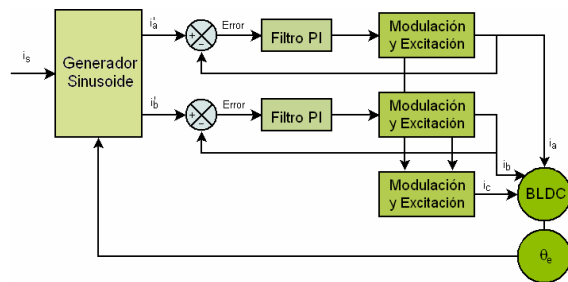 i_s
Generador
Sinusoide
i'_a
+
−
Error
Filtro PI
Modulación
y Excitación
i'_b
+
−
Error
Filtro PI
Modulación
y Excitación
i_a
i_b
Modulación
y Excitación
i_c
BLDC
θ_e